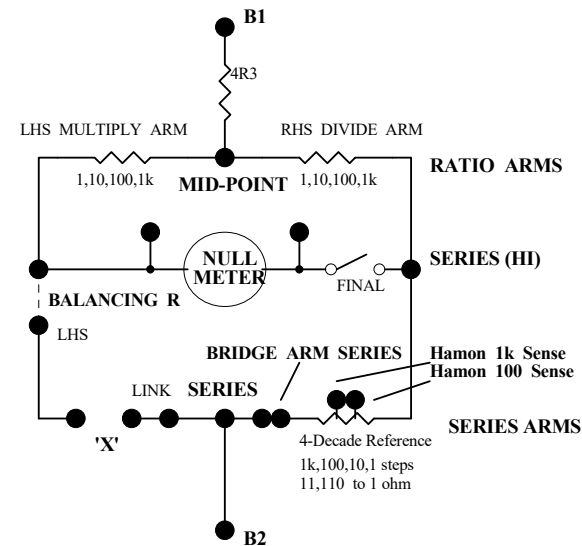 B1
4R3
LHS MULTIPLY ARM
RHS DIVIDE ARM
1,10,100,1k
MID-POINT
1,10,100,1k
RATIO ARMS
NULL
METER
SERIES (HI)
FINAL
BALANCING R
LHS
BRIDGE ARM SERIES
Hamon 1k Sense
Hamon 100 Sense
LINK
SERIES
'X'
4-Decade Reference
SERIES ARMS
1k,100,10,1 steps
11,110 to 1 ohm
B2